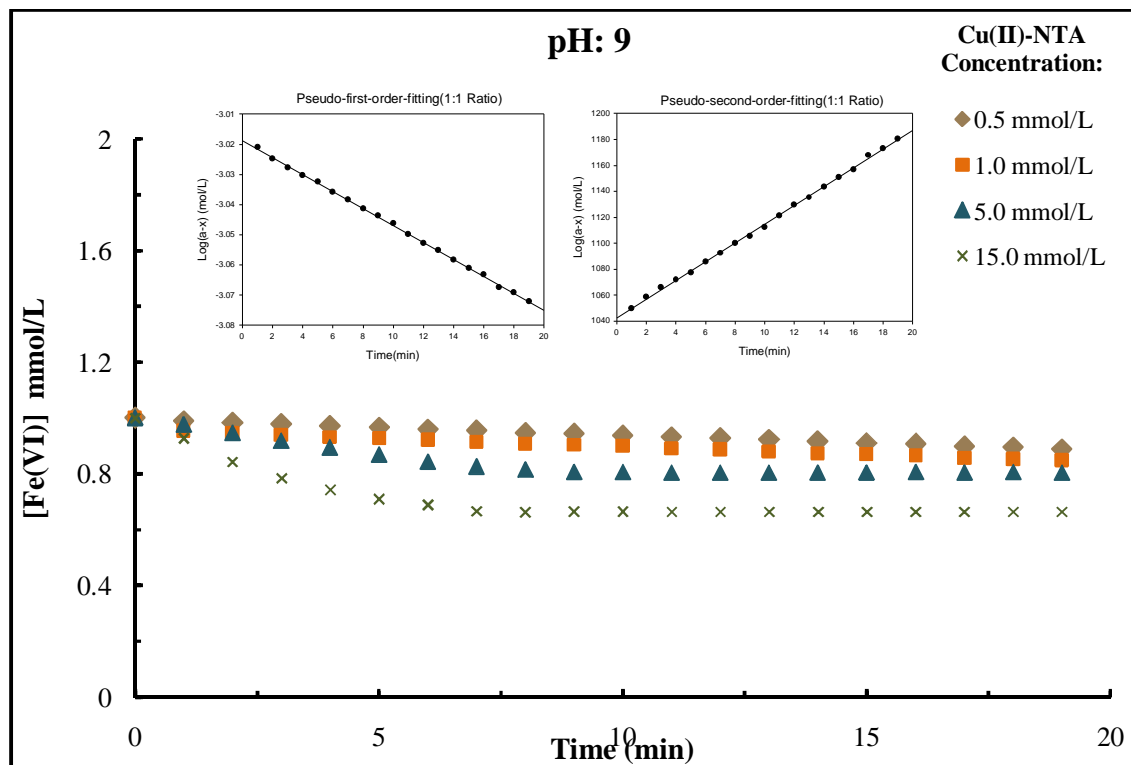 pH: 9
Cu(II)-NTA
Concentration:
0.5 mmol/L
1.0 mmol/L
5.0 mmol/L
15.0 mmol/L
Pseudo-first-order-fitting(1:1 Ratio)
Log(a-x) (mol/L)
-3.01
-3.02
-3.03
-3.04
-3.05
-3.06
-3.07
-3.08
0 2 4 6 8 10 12 14 16 18 20
Time(min)
Pseudo-second-order-fitting(1:1 Ratio)
Log(a-x) (mol/L)
1200
1180
1160
1140
1120
1100
1080
1060
1040
0 2 4 6 8 10 12 14 16 18 20
Time(min)
[Fe(VI)] mmol/L
2
1.6
1.2
0.8
0.4
0
0 5 10 15 20
Time (min)